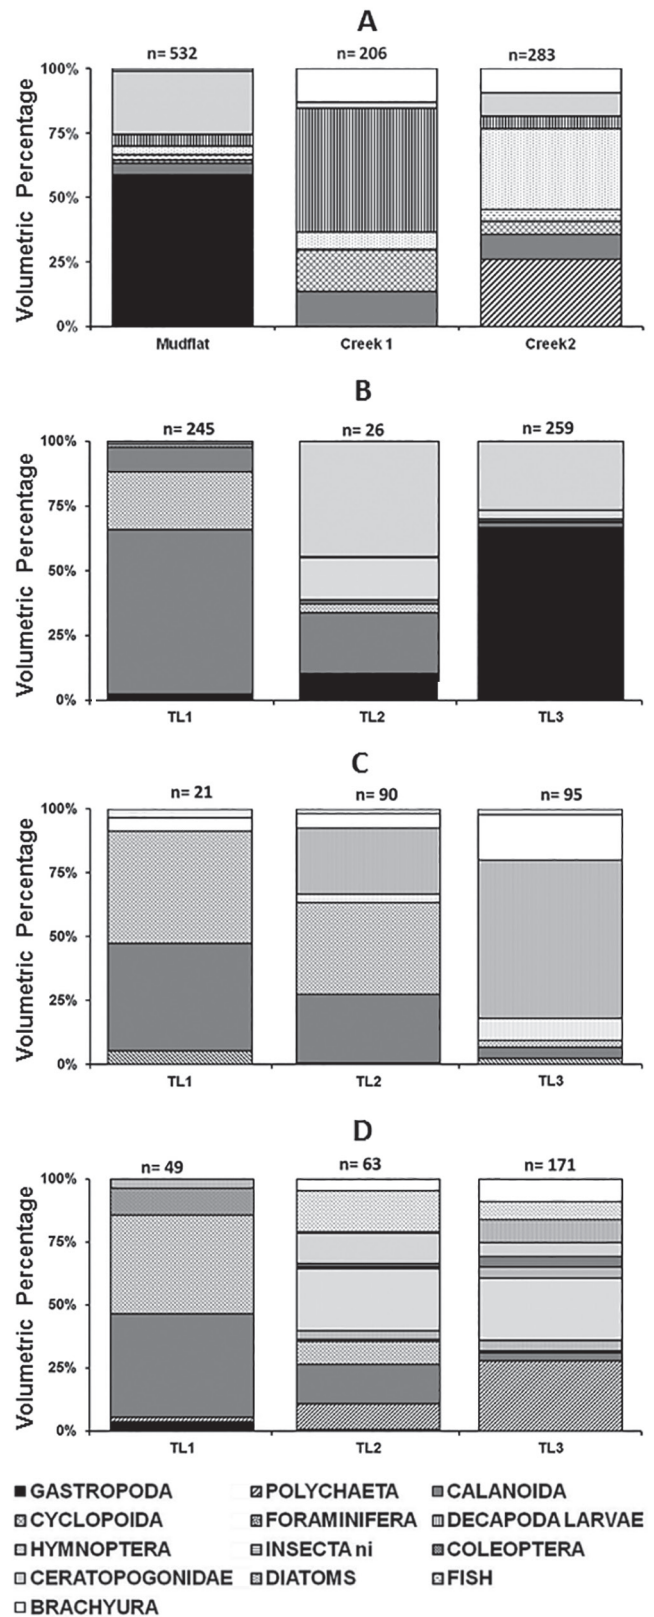 A
n= 532 n= 206 n=283
100%
75%
50%
25%
0%
Volumetric Percentage
Mudflat Creek 1 Creek2
B
n= 245 n= 26 n= 259
100%
75%
50%
25%
0%
Volumetric Percentage
TL1 TL2 TL3
C
n= 21 n= 90 n= 95
100%
75%
50%
25%
0%
Volumetric Percentage
TL1 TL2 TL3
D
n= 49 n= 63 n= 171
100%
75%
50%
25%
0%
Volumetric Percentage
TL1 TL2 TL3
GASTROPODA POLYCHAETA CALANOIDA
CYCLOPOIDA FORAMINIFERA DECAPODA LARVAE
HYMNOPTERA INSECTA ni COLEOPTERA
CERATOPOGONIDAE DIATOMS FISH
BRACHYURA